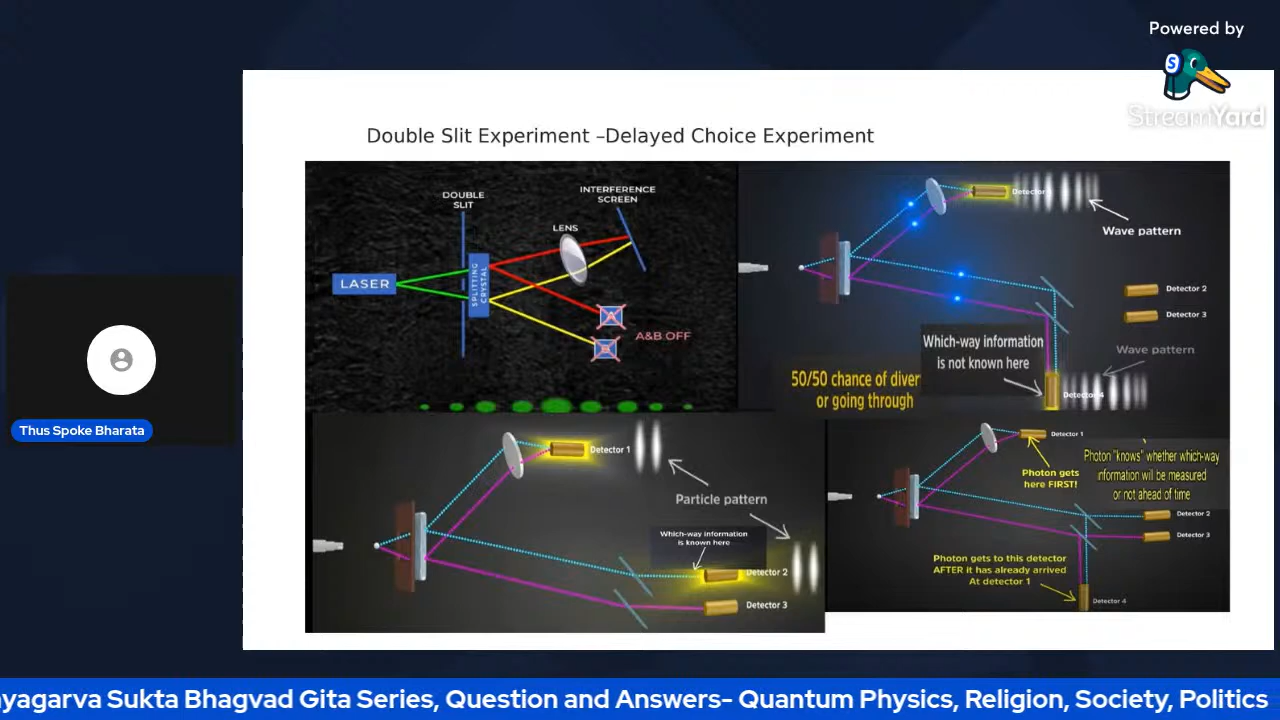 Powered by
S
StreamYard
Double Slit Experiment –Delayed Choice Experiment
DOUBLE
SLIT
INTERFERENCE
SCREEN
LENS
LASER
SPLITTING
CRYSTAL
A
B
A&B OFF
Detector
Wave pattern
Detector 2
Detector 3
Which-way information
is not known here
Wave pattern
50/50 chance of diver
or going through
Detector 4
Detector 1
Particle pattern
Which-way information
is known here
Detector 2
Detector 3
Detector 1
Photon gets
here FIRST!
Photon "knows" whether which-way
information will be measured
or not ahead of time
Detector 2
Detector 3
Photon gets to this detector
AFTER it has already arrived
At detector 1
Detector 4
Thus Spoke Bharata
yagarva Sukta Bhagvad Gita Series, Question and Answers- Quantum Physics, Religion, Society, Politics